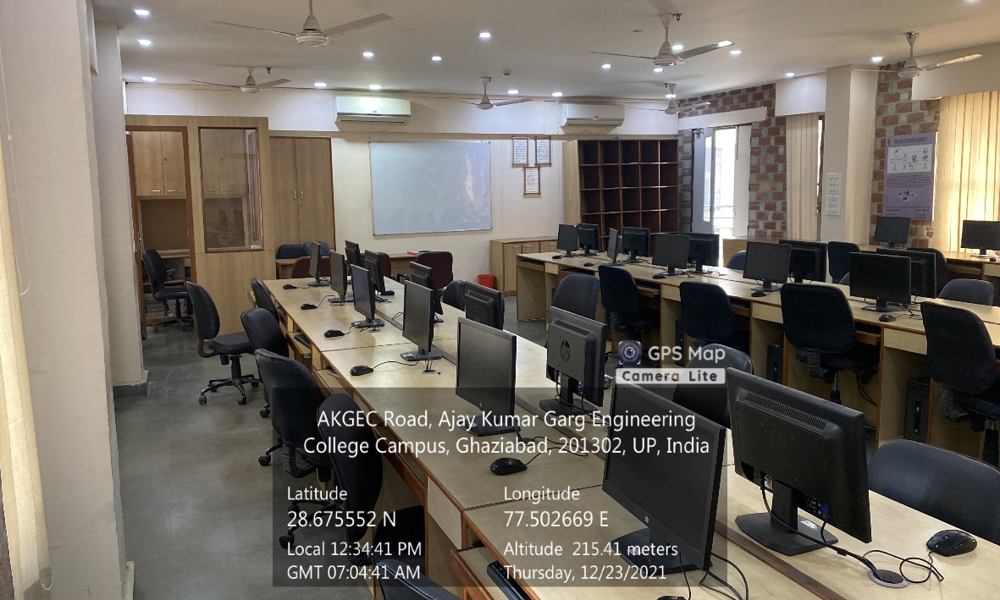 GPS Map
Camera Lite
AKGEC Road, Ajay Kumar Garg Engineering
College Campus, Ghaziabad, 201302, UP, India
Latitude
28.675552 N
Longitude
77.502669 E
Local 12:34:41 PM
GMT 07:04:41 AM
Altitude 215.41 meters
Thursday, 12/23/2021